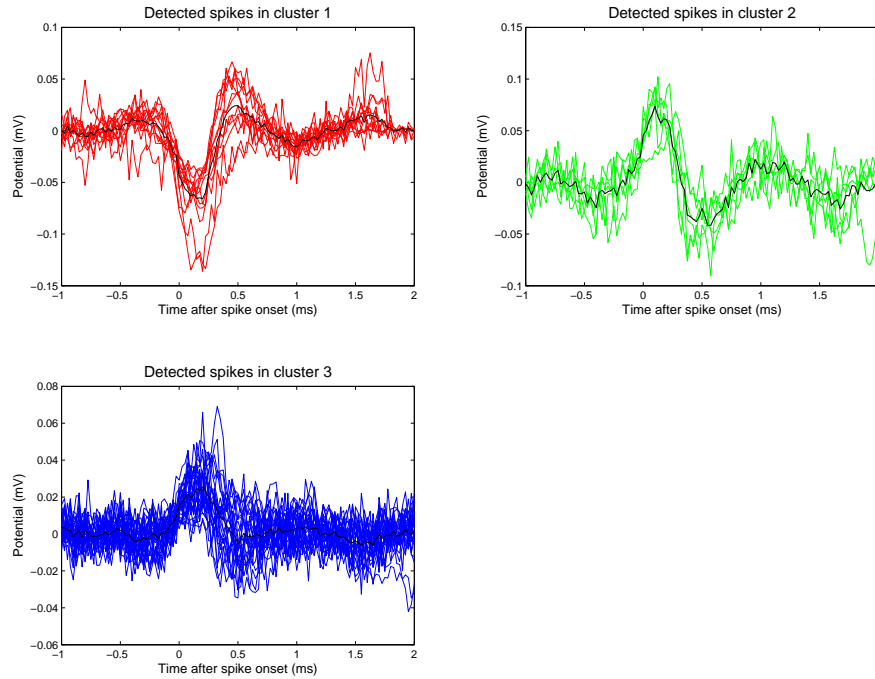 Detected spikes in cluster 1
0.1
0.05
0
−0.05
−0.1
−0.15
−1 −0.5 0 0.5 1 1.5 2
Time after spike onset (ms)
Potential (mV)
Detected spikes in cluster 2
0.15
0.1
0.05
0
−0.05
−0.1
−1 −0.5 0 0.5 1 1.5
Time after spike onset (ms)
Potential (mV)
Detected spikes in cluster 3
0.08
0.06
0.04
0.02
0
−0.02
−0.04
−0.06
−1 −0.5 0 0.5 1 1.5 2
Time after spike onset (ms)
Potential (mV)